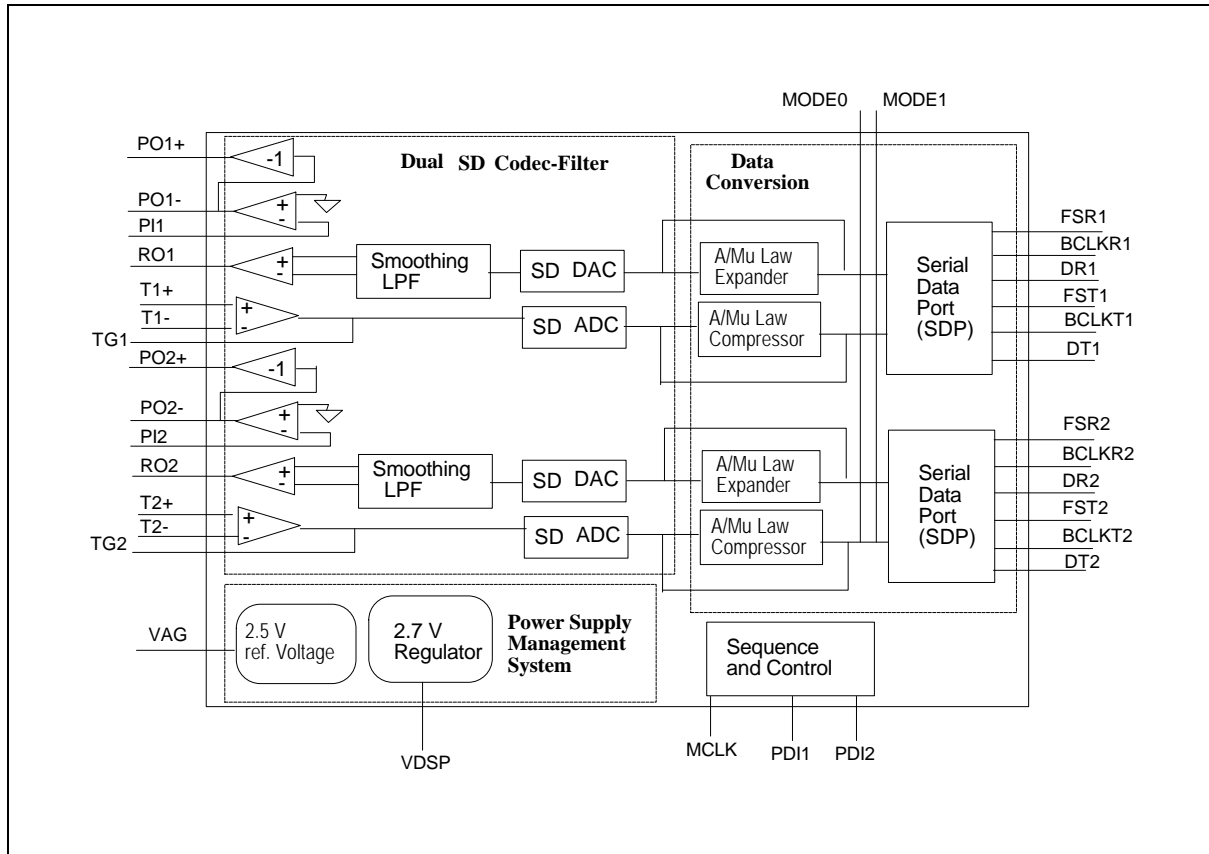 MODE0 MODE1
PO1+
-1
Dual SD Codec-Filter
Data
Conversion
PO1-
+
-
PI1
RO1
+
-
Smoothing
LPF
SD DAC
A/Mu Law
Expander
T1+
T1-
+
-
TG1
SD ADC
A/Mu Law
Compressor
Serial
Data
Port
(SDP)
FSR1
BCLKR1
DR1
FST1
BCLKT1
DT1
PO2+
-1
PO2-
+
-
PI2
RO2
+
-
Smoothing
LPF
SD DAC
A/Mu Law
Expander
T2+
T2-
+
-
TG2
SD ADC
A/Mu Law
Compressor
Serial
Data
Port
(SDP)
FSR2
BCLKR2
DR2
FST2
BCLKT2
DT2
VAG
2.5 V
ref. Voltage
2.7 V
Regulator
Power Supply
Management
System
Sequence
and Control
VDSP
MCLK
PDI1
PDI2